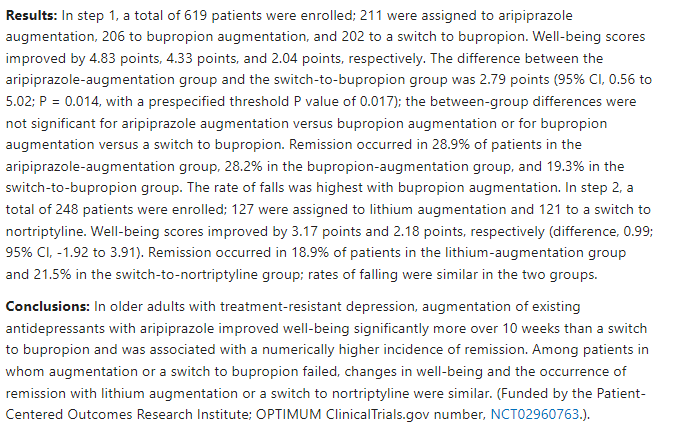 Results: In step 1, a total of 619 patients were enrolled; 211 were assigned to aripiprazole
augmentation, 206 to bupropion augmentation, and 202 to a switch to bupropion. Well-being scores
improved by 4.83 points, 4.33 points, and 2.04 points, respectively. The difference between the
aripiprazole-augmentation group and the switch-to-bupropion group was 2.79 points (95% CI, 0.56 to
5.02; P = 0.014, with a prespecified threshold P value of 0.017); the between-group differences were
not significant for aripiprazole augmentation versus bupropion augmentation or for bupropion
augmentation versus a switch to bupropion. Remission occurred in 28.9% of patients in the
aripiprazole-augmentation group, 28.2% in the bupropion-augmentation group, and 19.3% in the
switch-to-bupropion group. The rate of falls was highest with bupropion augmentation. In step 2, a
total of 248 patients were enrolled; 127 were assigned to lithium augmentation and 121 to a switch to
nortriptyline. Well-being scores improved by 3.17 points and 2.18 points, respectively (difference, 0.99;
95% CI, -1.92 to 3.91). Remission occurred in 18.9% of patients in the lithium-augmentation group
and 21.5% in the switch-to-nortriptyline group; rates of falling were similar in the two groups.
Conclusions: In older adults with treatment-resistant depression, augmentation of existing
antidepressants with aripiprazole improved well-being significantly more over 10 weeks than a switch
to bupropion and was associated with a numerically higher incidence of remission. Among patients in
whom augmentation or a switch to bupropion failed, changes in well-being and the occurrence of
remission with lithium augmentation or a switch to nortriptyline were similar. (Funded by the Patient-
Centered Outcomes Research Institute; OPTIMUM ClinicalTrials.gov number, NCT02960763.).